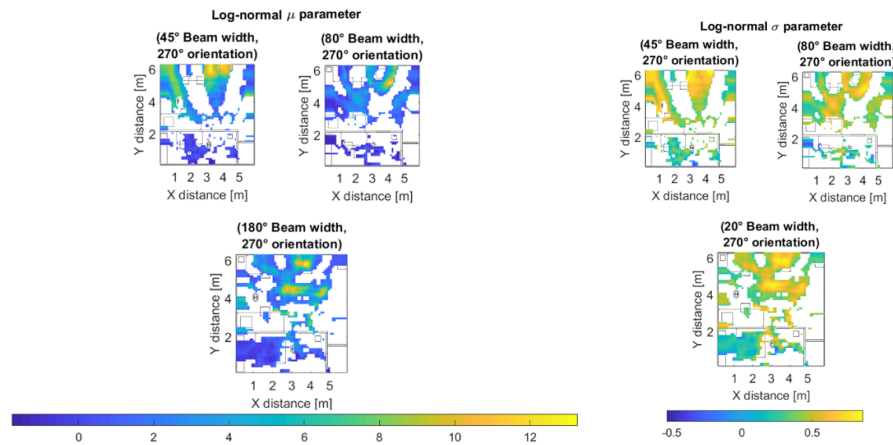 Log-normal μ parameter
(45° Beam width,
270° orientation)
(80° Beam width,
270° orientation)
Y distance [m]
6
4
2
1 2 3 4 5
X distance [m]
6
4
2
1 2 3 4 5
X distance [m]
(180° Beam width,
270° orientation)
Y distance [m]
6
4
2
1 2 3 4 5
X distance [m]
0 2 4 6 8 10 12
Log-normal σ parameter
(45° Beam width,
270° orientation)
(80° Beam width,
270° orientation)
Y distance [m]
6
4
2
1 2 3 4 5
X distance [m]
Y distance [m]
6
4
2
1 2 3 4 5
X distance [m]
(20° Beam width,
270° orientation)
Y distance [m]
6
4
2
1 2 3 4 5
X distance [m]
-0.5 0 0.5